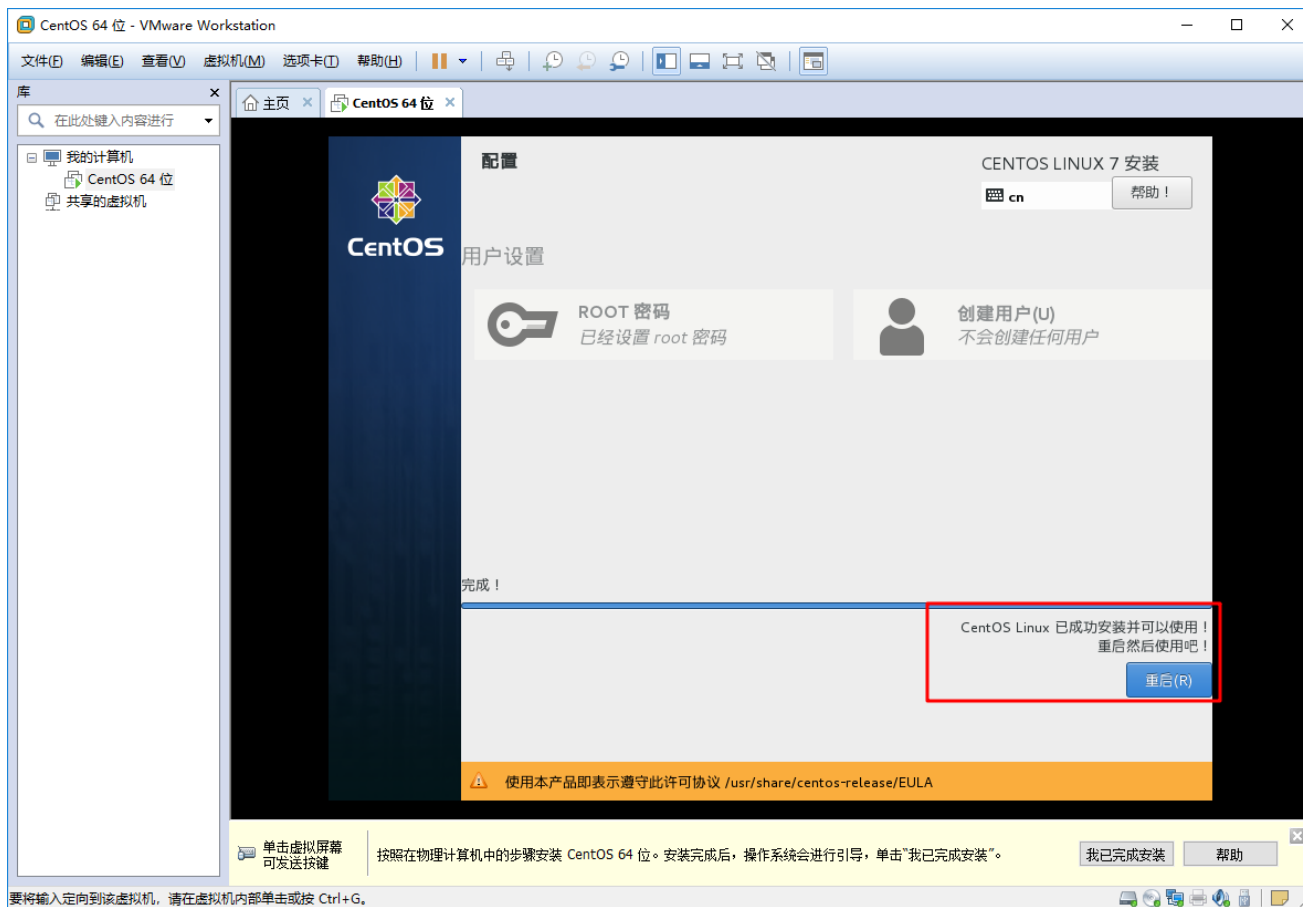 CentOS 64 位 - VMware Workstation
文件(F) 编辑(E) 查看(V) 虚拟机(M) 选项卡(T) 帮助(H)
库
主页
CentOS 64 位
在此处键入内容进行
我的计算机
CentOS 64 位
共享的虚拟机
CentOS
配置
CENTOS LINUX 7 安装
cn
帮助！
用户设置
ROOT 密码
已经设置 root 密码
创建用户(U)
不会创建任何用户
完成！
CentOS Linux 已成功安装并可以使用！
重启然后使用吧！
重启(R)
使用本产品即表示遵守此许可协议 /usr/share/centos-release/EULA
单击虚拟屏幕
可发送按键
按照在物理计算机中的步骤安装 CentOS 64 位。安装完成后，操作系统会进行引导，单击“我已完成安装”。
我已完成安装
帮助
要将输入定向到该虚拟机，请在虚拟机内部单击或按 Ctrl+G。